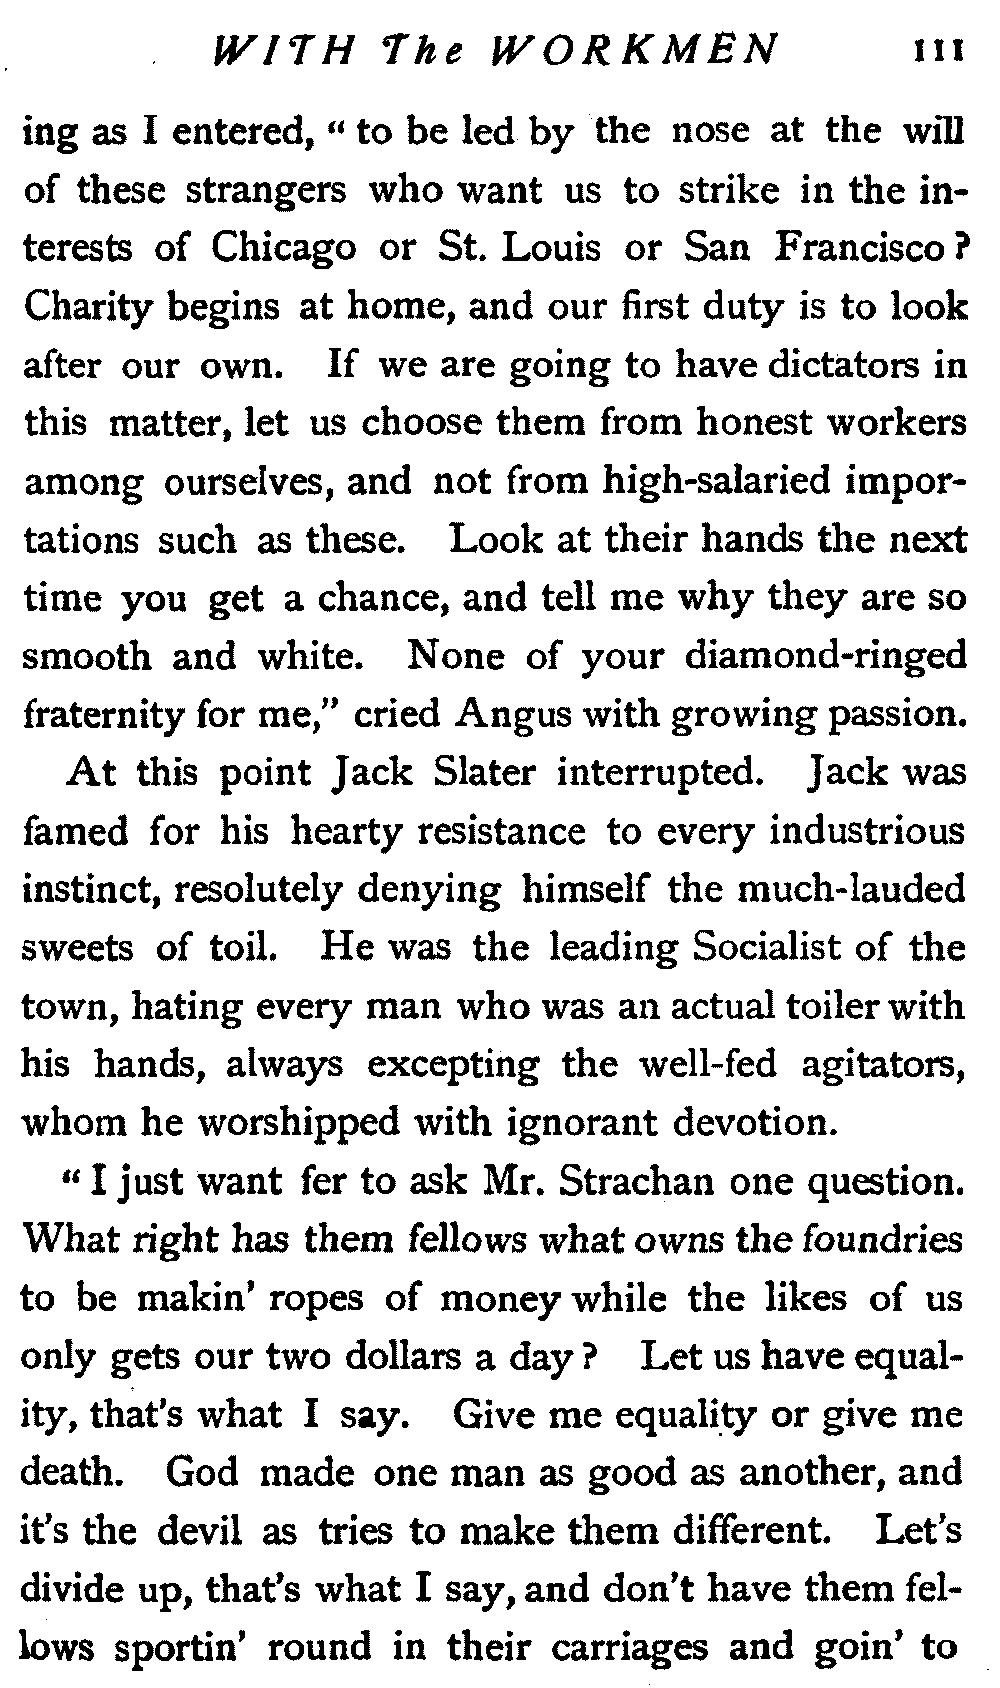 WITH The WORKMEN 111
ing as I entered, “ to be led by the nose at the will
of these strangers who want us to strike in the in-
terests of Chicago or St. Louis or San Francisco ?
Charity begins at home, and our first duty is to look
after our own. If we are going to have dictators in
this matter, let us choose them from honest workers
among ourselves, and not from high-salaried impor-
tations such as these. Look at their hands the next
time you get a chance, and tell me why they are so
smooth and white. None of your diamond-ringed
fraternity for me,” cried Angus with growing passion.
At this point Jack Slater interrupted. Jack was
famed for his hearty resistance to every industrious
instinct, resolutely denying himself the much-lauded
sweets of toil. He was the leading Socialist of the
town, hating every man who was an actual toiler with
his hands, always excepting the well-fed agitators,
whom he worshipped with ignorant devotion.
“ I just want fer to ask Mr. Strachan one question.
What right has them fellows what owns the foundries
to be makin’ ropes of money while the likes of us
only gets our two dollars a day ? Let us have equal-
ity, that’s what I say. Give me equality or give me
death. God made one man as good as another, and
it’s the devil as tries to make them different. Let’s
divide up, that’s what I say, and don’t have them fel-
lows sportin’ round in their carriages and goin’ to